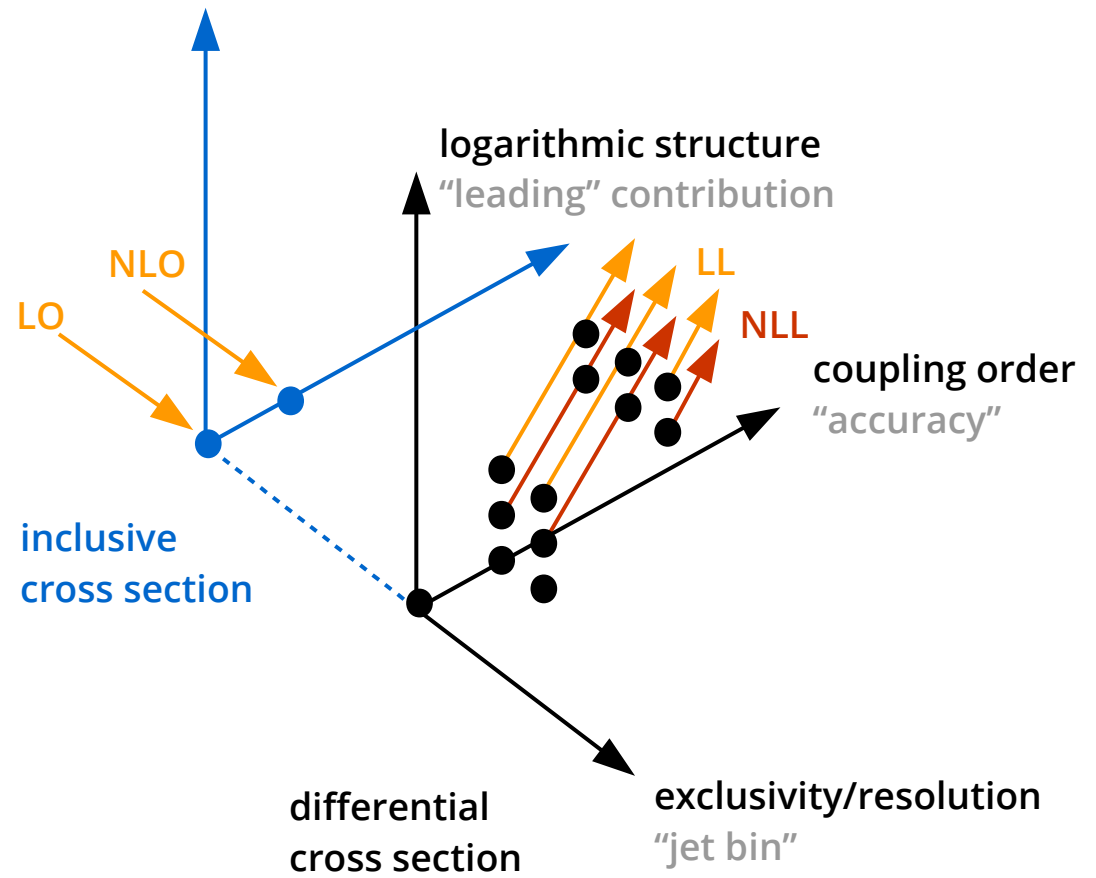 logarithmic structure
“leading” contribution
NLO
LL
LO
NLL
coupling order
“accuracy”
inclusive
cross section
differential
cross section
exclusivity/resolution
“jet bin”